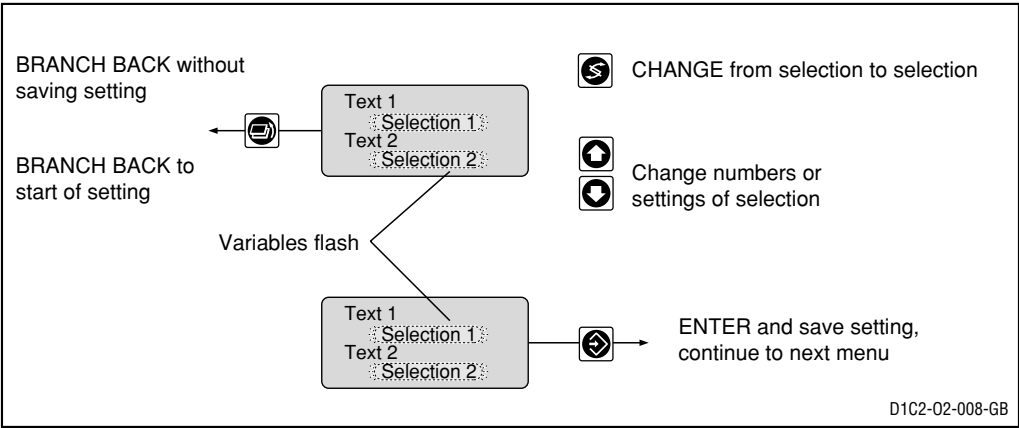 BRANCH BACK without
saving setting
BRANCH BACK to
start of setting
Text 1
Selection 1
Text 2
Selection 2
CHANGE from selection to selection
Change numbers or
settings of selection
Variables flash
Text 1
Selection 1
Text 2
Selection 2
ENTER and save setting,
continue to next menu
D1C2-O2-008-GB